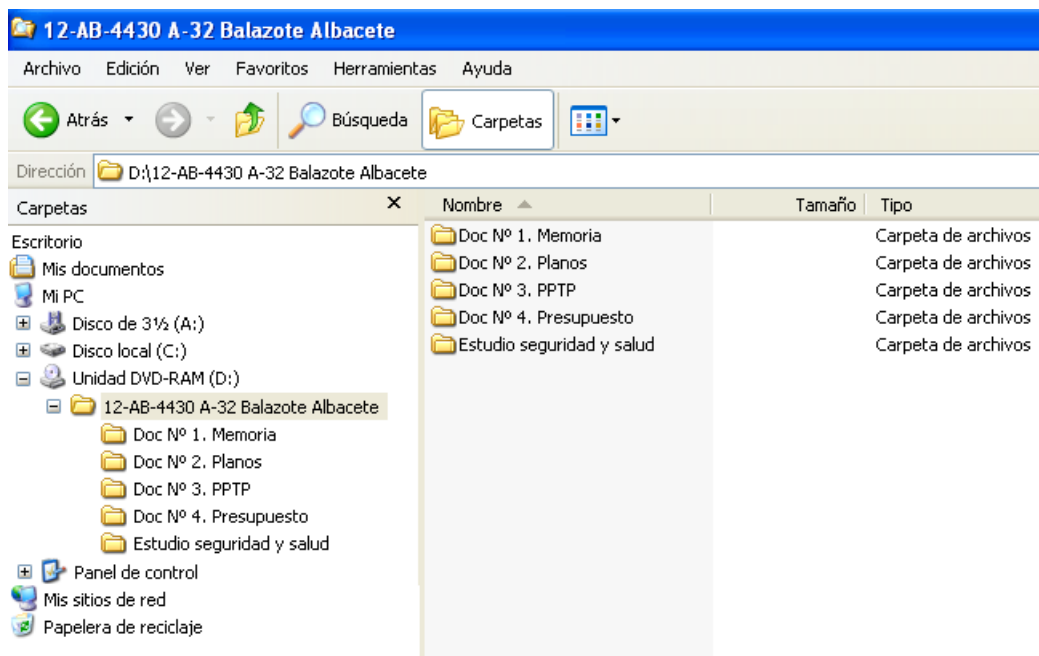 12-AB-4430 A-32 Balazote Albacete
Archivo Edición Ver Favoritos Herramientas Ayuda
Atrás Búsqueda Carpetas
Dirección D:\12-AB-4430 A-32 Balazote Albacete
Carpetas
Escritorio
Mis documentos
Mi PC
Disco de 3½ (A:)
Disco local (C:)
Unidad DVD-RAM (D:)
12-AB-4430 A-32 Balazote Albacete
Doc Nº 1. Memoria
Doc Nº 2. Planos
Doc Nº 3. PPTP
Doc Nº 4. Presupuesto
Estudio seguridad y salud
Panel de control
Mis sitios de red
Papelera de reciclaje
Nombre Tamaño Tipo
Doc Nº 1. Memoria Carpeta de archivos
Doc Nº 2. Planos Carpeta de archivos
Doc Nº 3. PPTP Carpeta de archivos
Doc Nº 4. Presupuesto Carpeta de archivos
Estudio seguridad y salud Carpeta de archivos